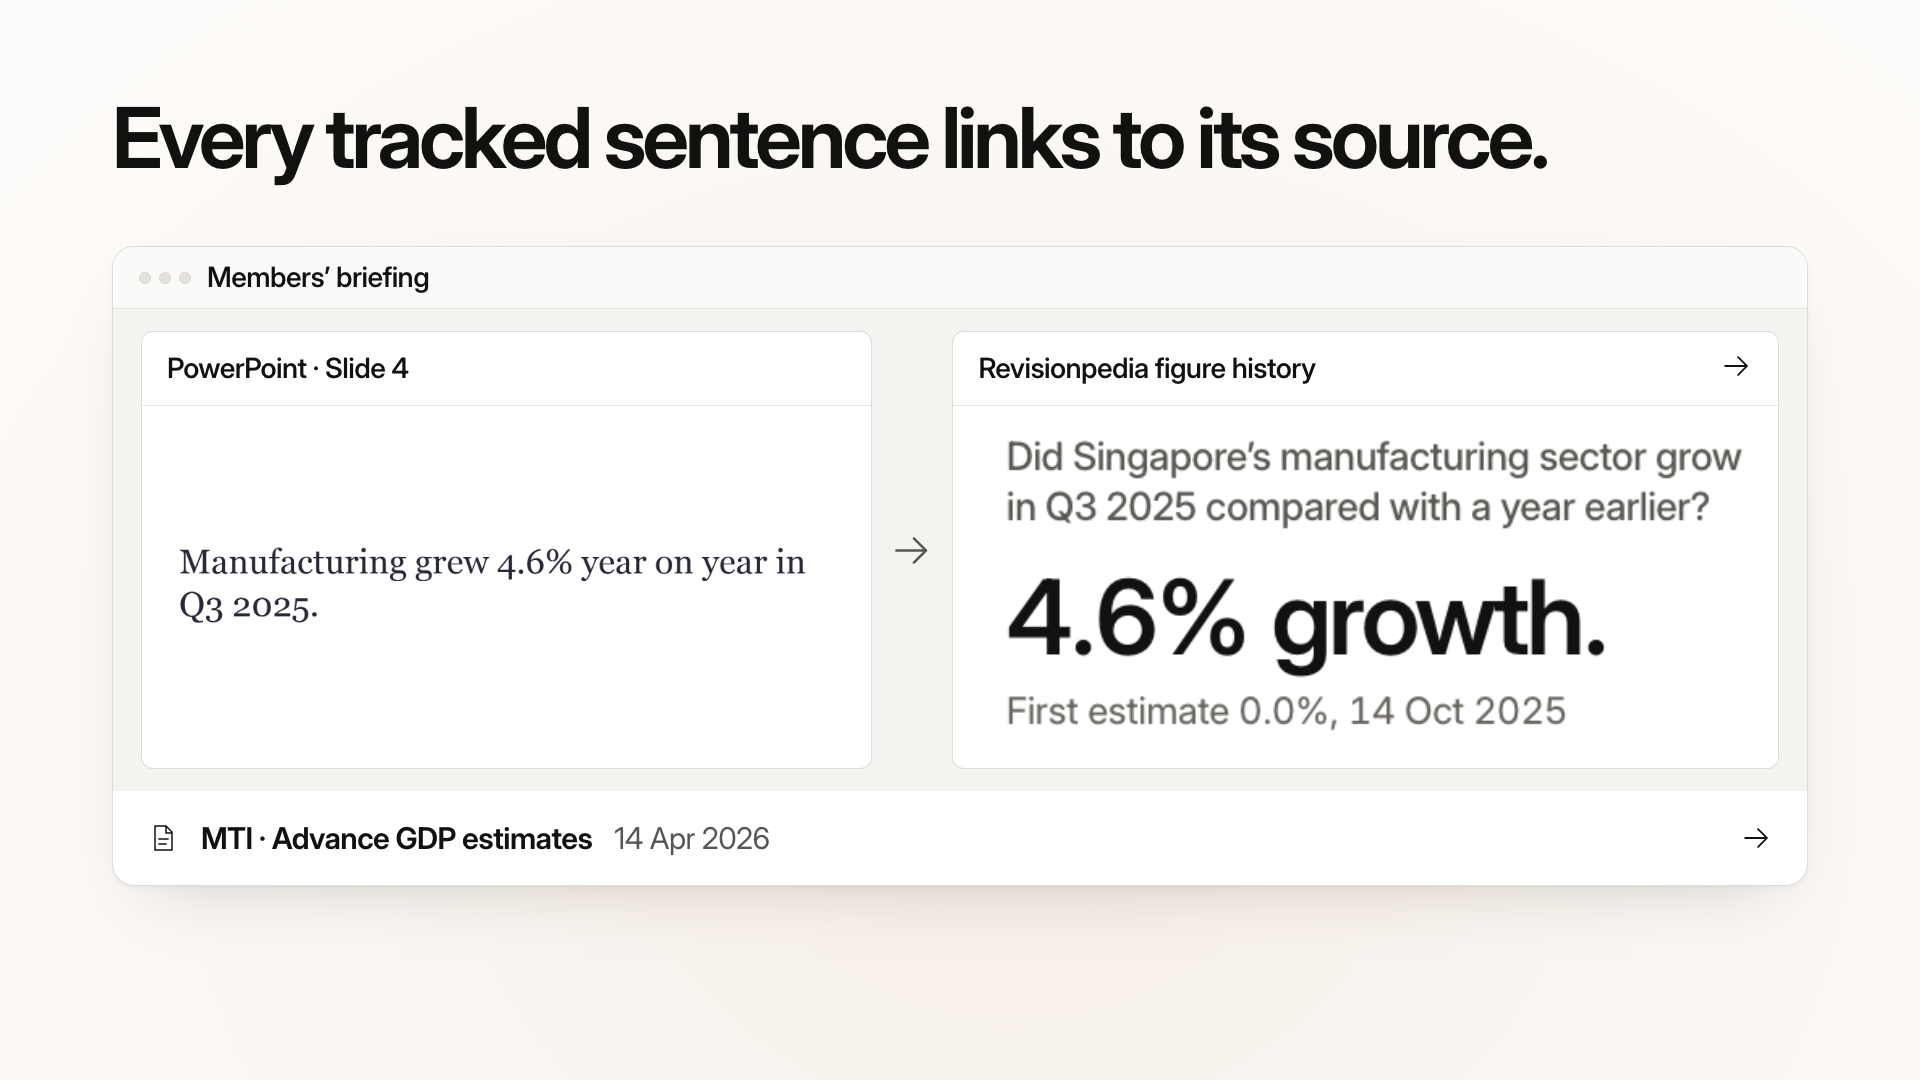 Every tracked sentence links to its source.
Members’ briefing
PowerPoint · Slide 4
Manufacturing grew 4.6% year on year in
Q3 2025.
Revisionpedia figure history
Did Singapore’s manufacturing sector grow
in Q3 2025 compared with a year earlier?
4.6% growth.
First estimate 0.0%, 14 Oct 2025
MTI · Advance GDP estimates 14 Apr 2026